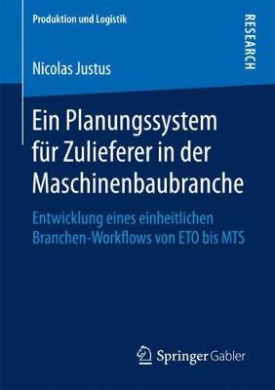 Produktion und Logistik
RESEARCH
Nicolas Justus
Ein Planungssystem
für Zulieferer in der
Maschinenbaubranche
Entwicklung eines einheitlichen
Branchen-Workflows von ETO bis MTS
Springer Gabler